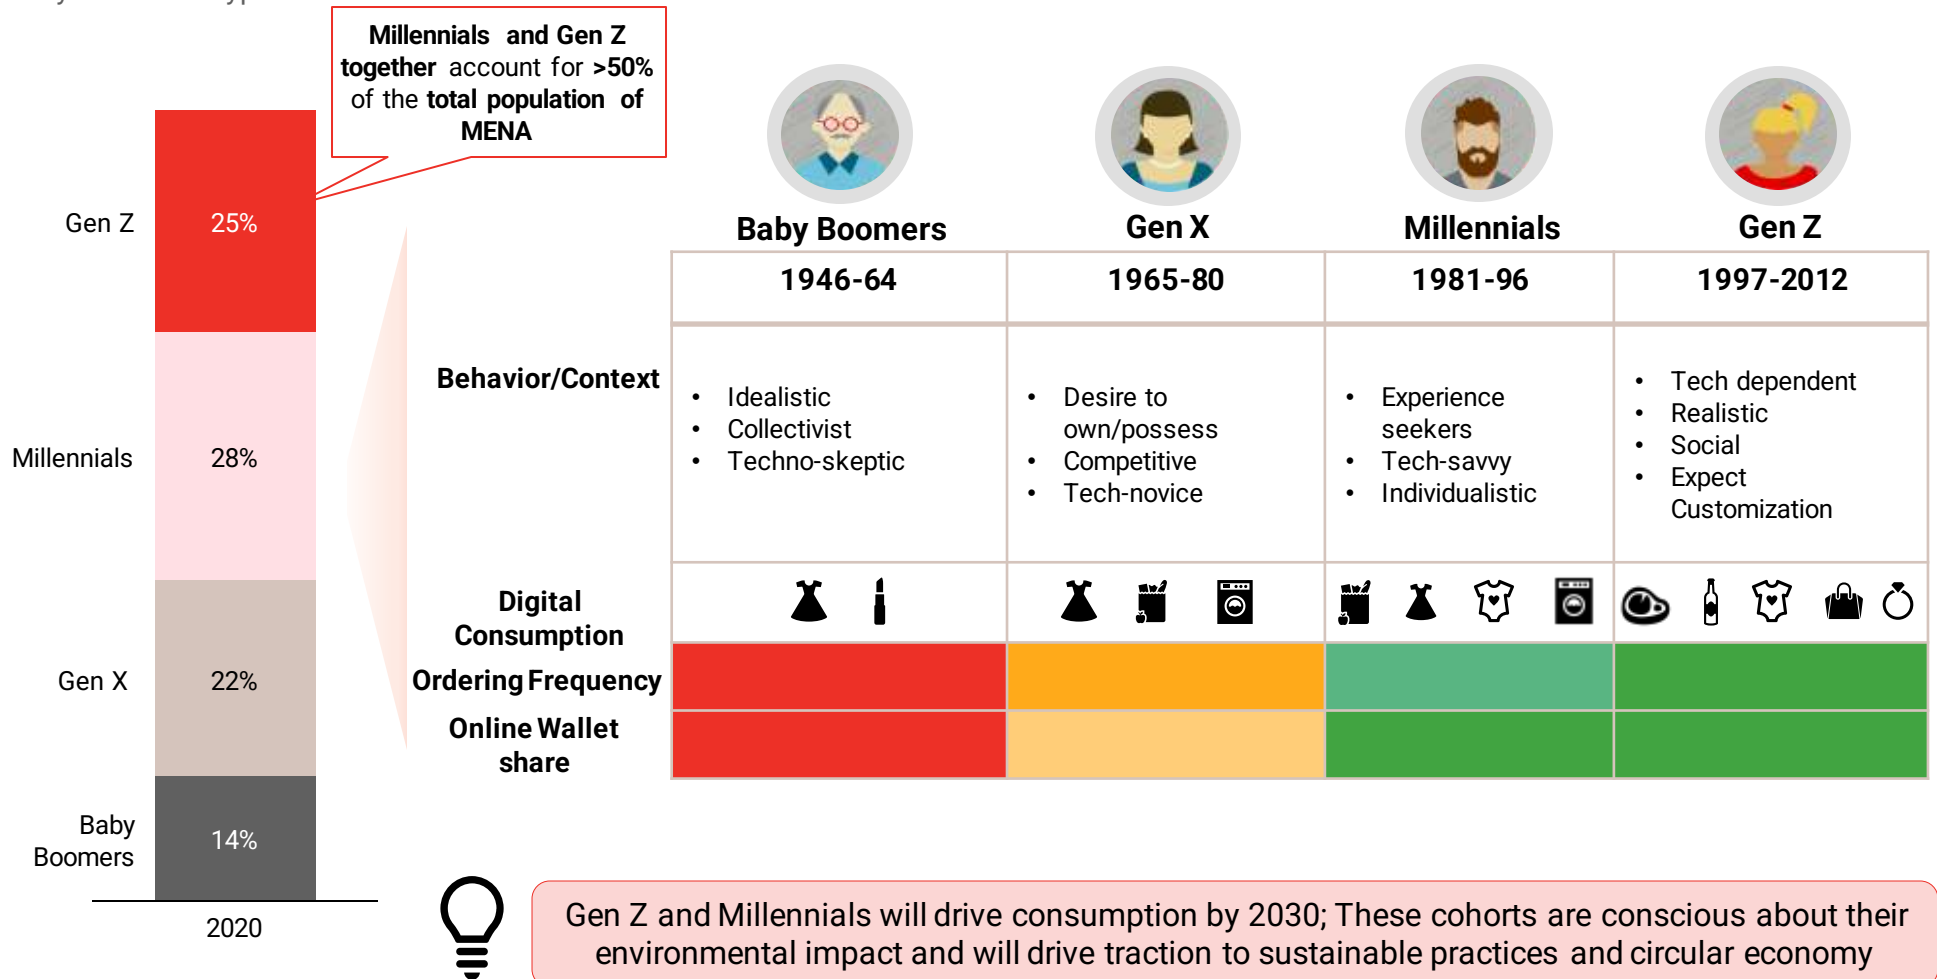 Millennials and Gen Z
together account for >50%
of the total population of
MENA
Gen Z
25%
Millennials
28%
Gen X
22%
Baby
Boomers
14%
2020
Baby Boomers
Gen X
Millennials
Gen Z
1946-64
1965-80
1981-96
1997-2012
Behavior/Context
• Idealistic
• Collectivist
• Techno-skeptic
• Desire to
own/possess
• Competitive
• Tech-novice
• Experience
seekers
• Tech-savvy
• Individualistic
• Tech dependent
• Realistic
• Social
• Expect
Customization
Digital
Consumption
Ordering Frequency
Online Wallet
share
Gen Z and Millennials will drive consumption by 2030; These cohorts are conscious about their
environmental impact and will drive traction to sustainable practices and circular economy